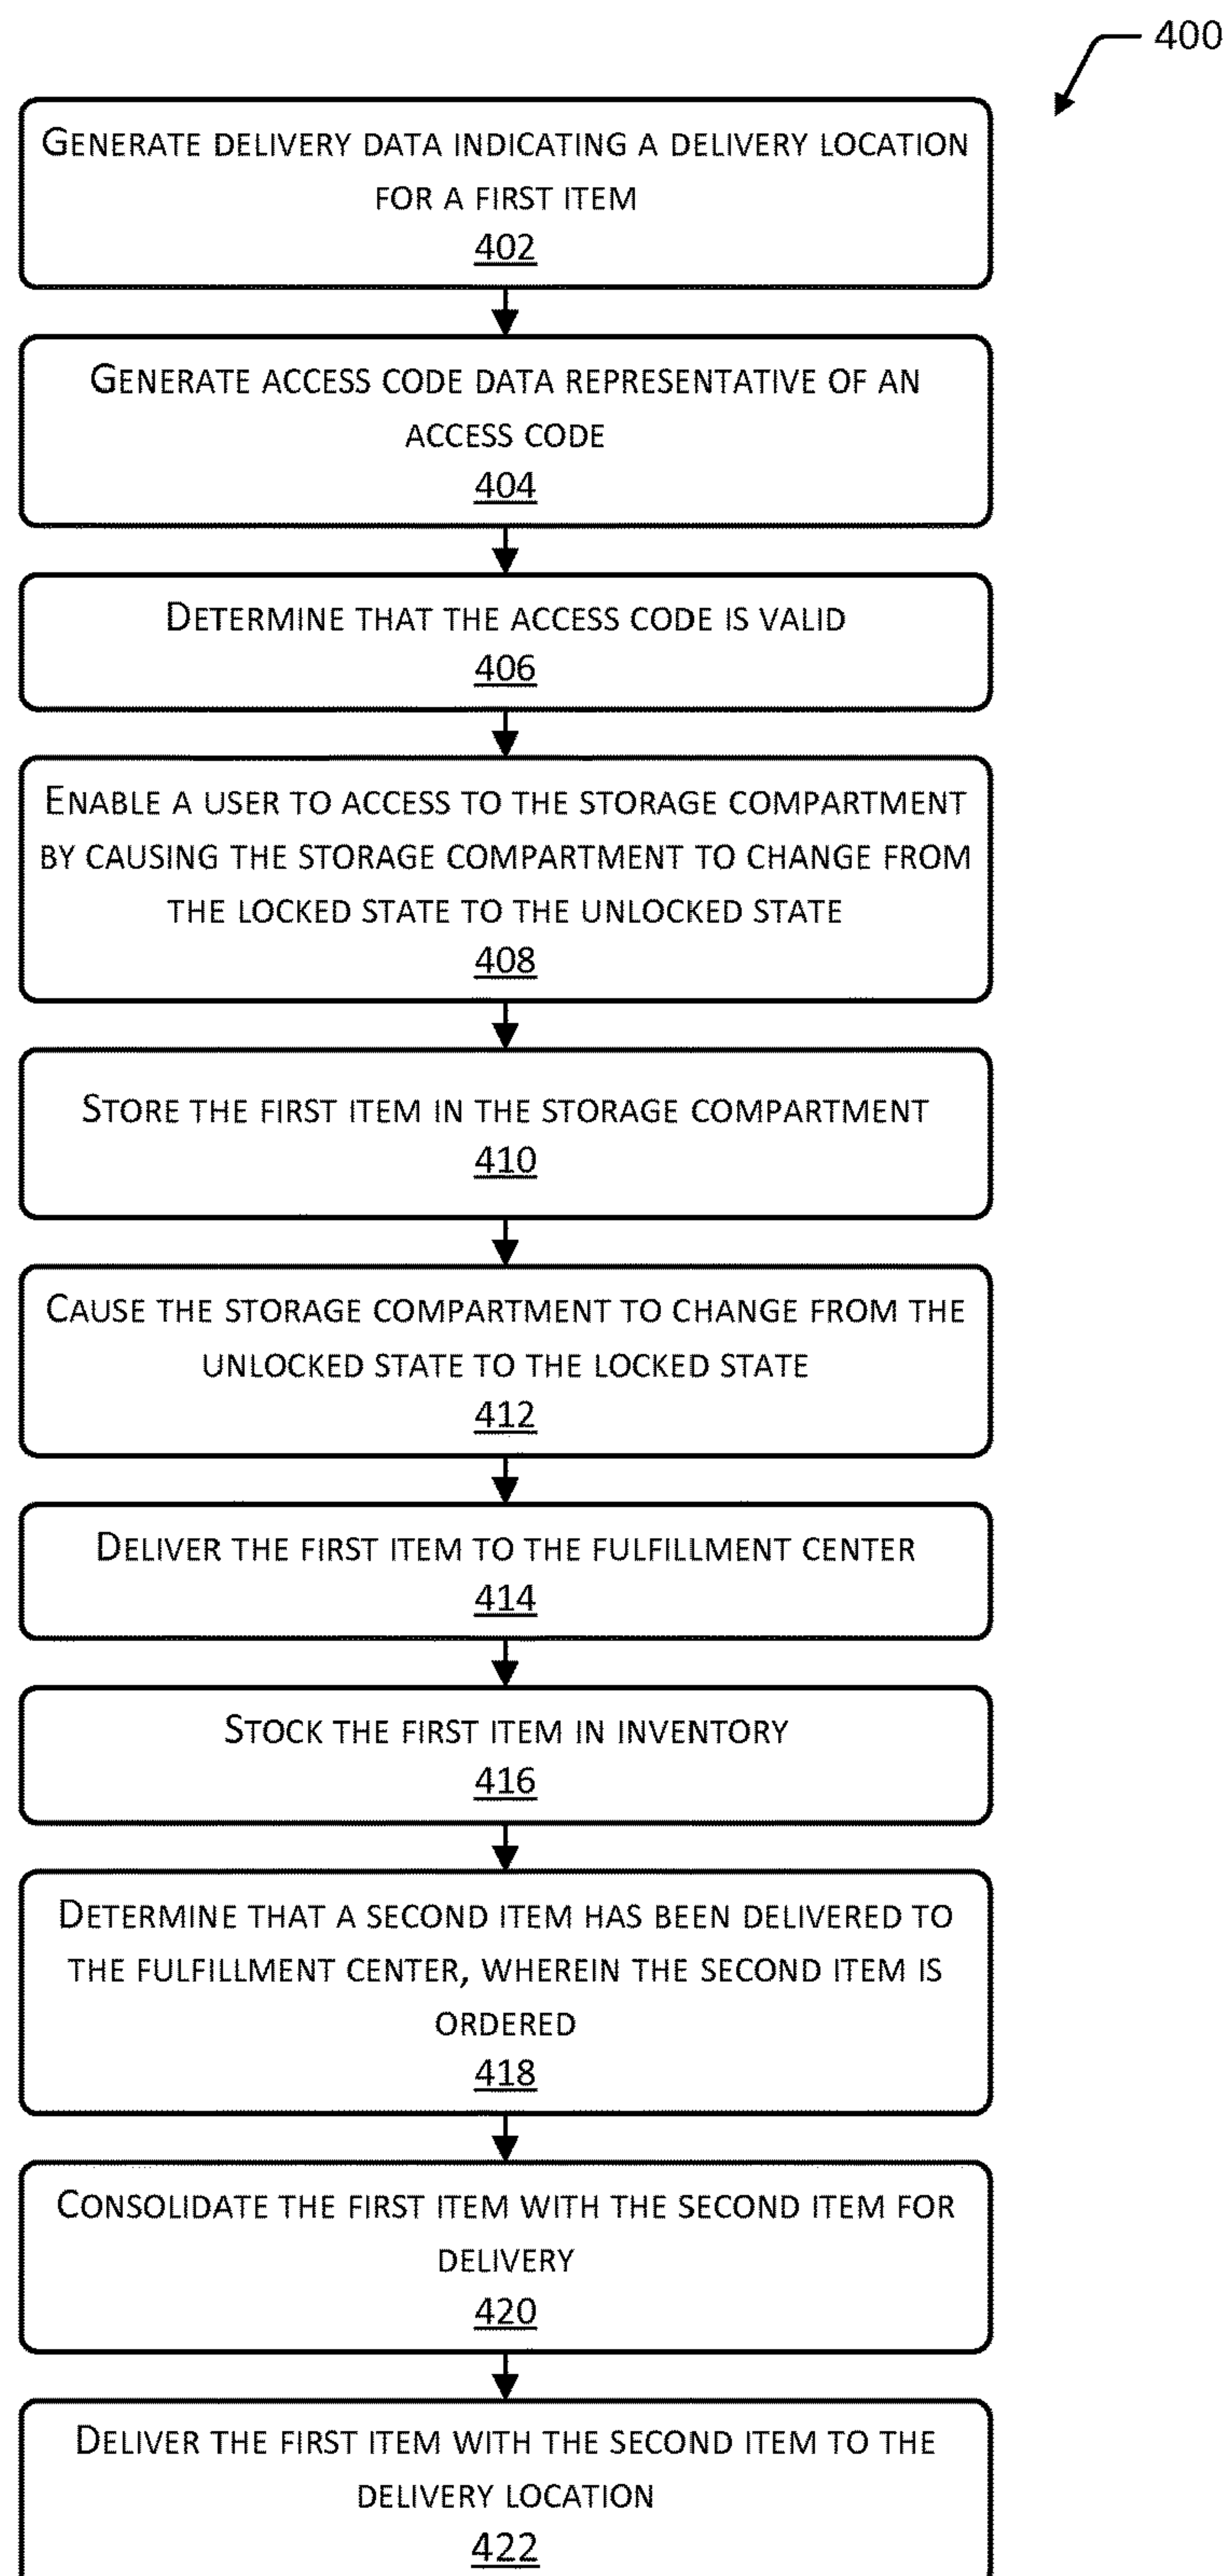 400
GENERATE DELIVERY DATA INDICATING A DELIVERY LOCATION
FOR A FIRST ITEM
402
GENERATE ACCESS CODE DATA REPRESENTATIVE OF AN
ACCESS CODE
404
DETERMINE THAT THE ACCESS CODE IS VALID
406
ENABLE A USER TO ACCESS TO THE STORAGE COMPARTMENT
BY CAUSING THE STORAGE COMPARTMENT TO CHANGE FROM
THE LOCKED STATE TO THE UNLOCKED STATE
408
STORE THE FIRST ITEM IN THE STORAGE COMPARTMENT
410
CAUSE THE STORAGE COMPARTMENT TO CHANGE FROM THE
UNLOCKED STATE TO THE LOCKED STATE
412
DELIVER THE FIRST ITEM TO THE FULFILLMENT CENTER
414
STOCK THE FIRST ITEM IN INVENTORY
416
DETERMINE THAT A SECOND ITEM HAS BEEN DELIVERED TO
THE FULFILLMENT CENTER, WHEREIN THE SECOND ITEM IS
ORDERED
418
CONSOLIDATE THE FIRST ITEM WITH THE SECOND ITEM FOR
DELIVERY
420
DELIVER THE FIRST ITEM WITH THE SECOND ITEM TO THE
DELIVERY LOCATION
422